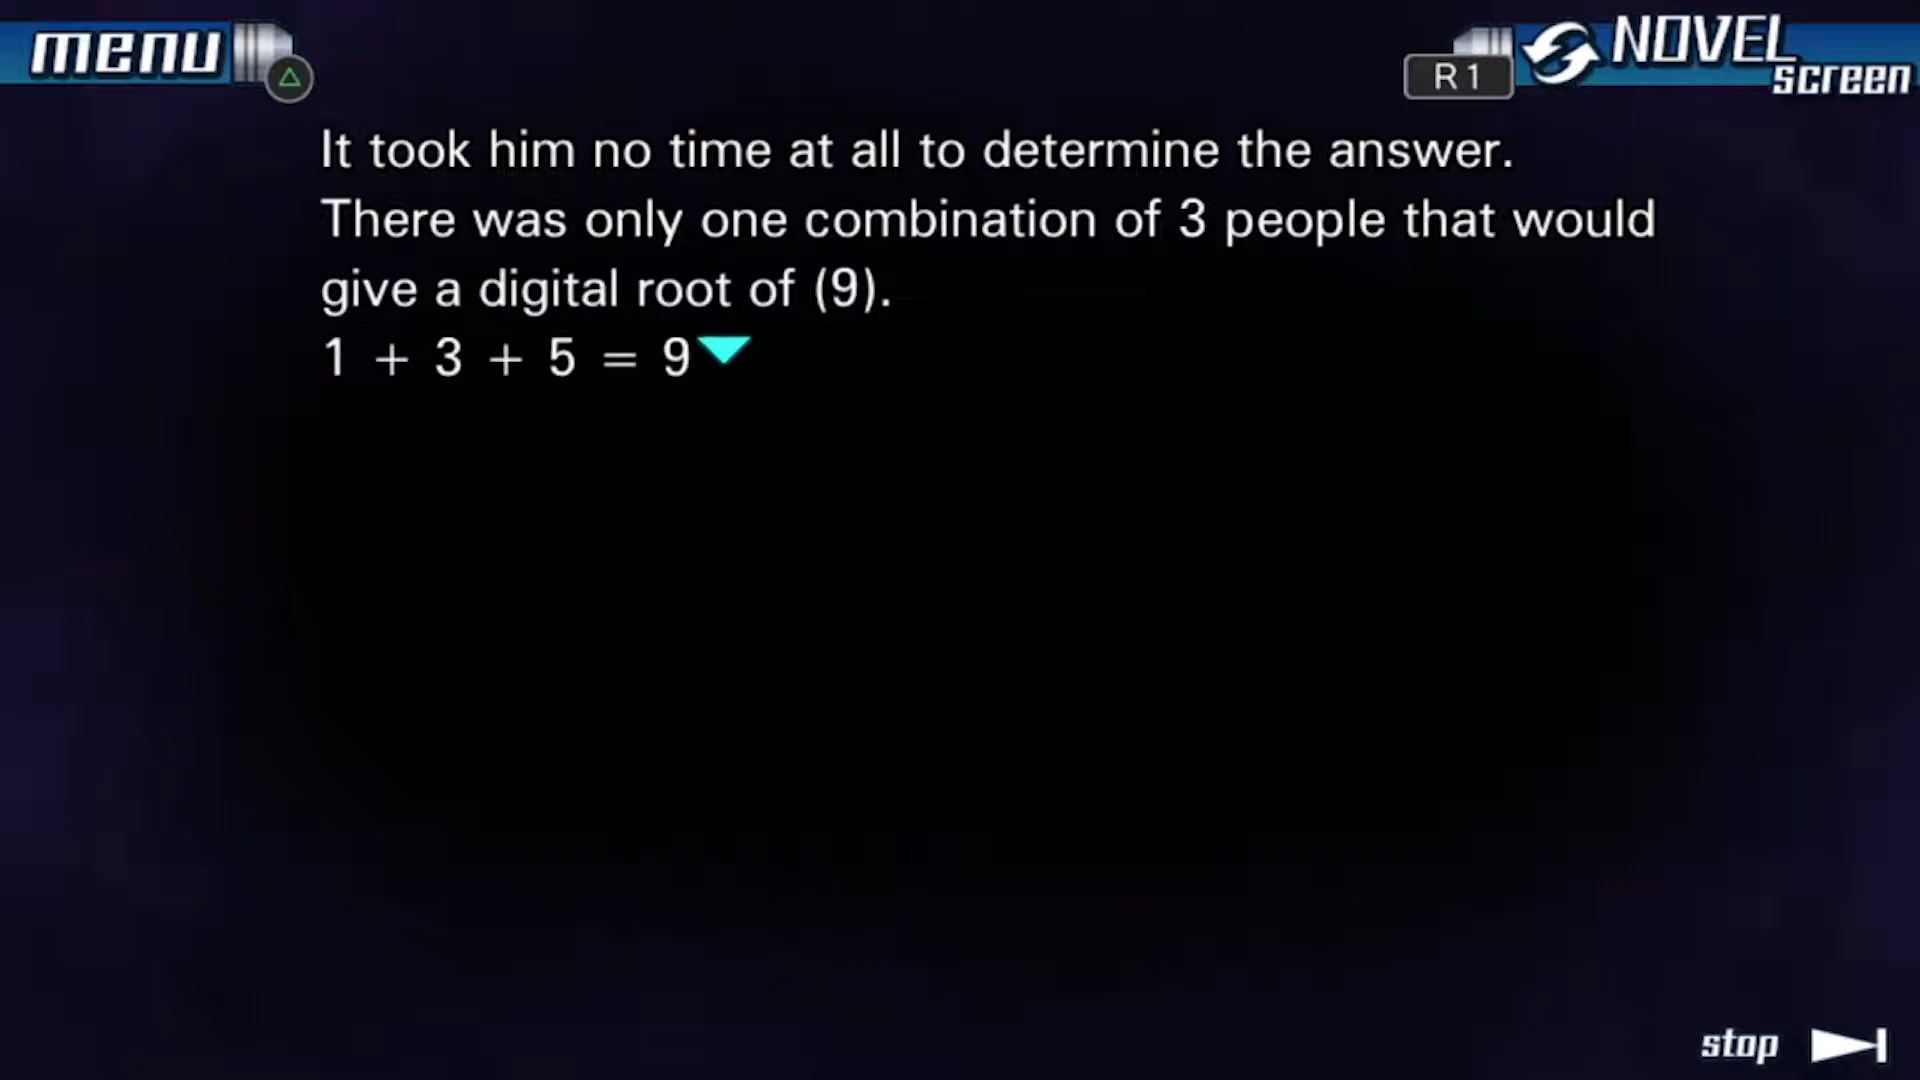 menu
R1
NOVEL
screen
It took him no time at all to determine the answer.
There was only one combination of 3 people that would
give a digital root of (9).
1 + 3 + 5 = 9
stop